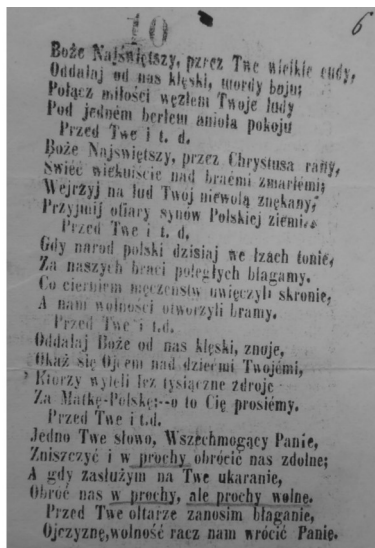 10
6
Boże Najświętszy, przez Twe wielkie cudy,
Oddalaj od nas klęski, mordy boju;
Połącz miłości węzłem Twoje ludy
Pod jedném berłem anioła pokoju
Przed Twe i t. d.
Boże Najświętszy, przez Chrystusa rany,
Świeć wiekuiście nad braćmi zmarłémi;
Wejrzyj na lud Twój niewolą znękany,
Przyjmij ofiary synów Polskiej ziemi.
Przed Twe i t. d.
Gdy naród polski dzisiaj we łzach tonie,
Za naszych braci poległych błagamy.
Co cierniem męczeństw uwięczyli skronie,
A nam wolności otworzyli bramy.
Przed Twe i t.d.
Oddalaj Boże od nas klęski, znoje,
Okaż się Ojcem nad dziećmi Twojémi,
Którzy wyleli łez tysiączne zdroje
Za Matkę-Polskę;--o to Cię prosiémy.
Przed Twe i t.d.
Jedno Twe słowo, Wszechmogący Panie,
Zniszczyć i w prochy obrócić nas zdolne;
A gdy zasłużym na Twe ukaranie,
Obróć nas w prochy, ale prochy wolne.
Przed Twe ołtarze zanosim błaganie,
Ojczyznę,wolność racz nam wrócić Panie.